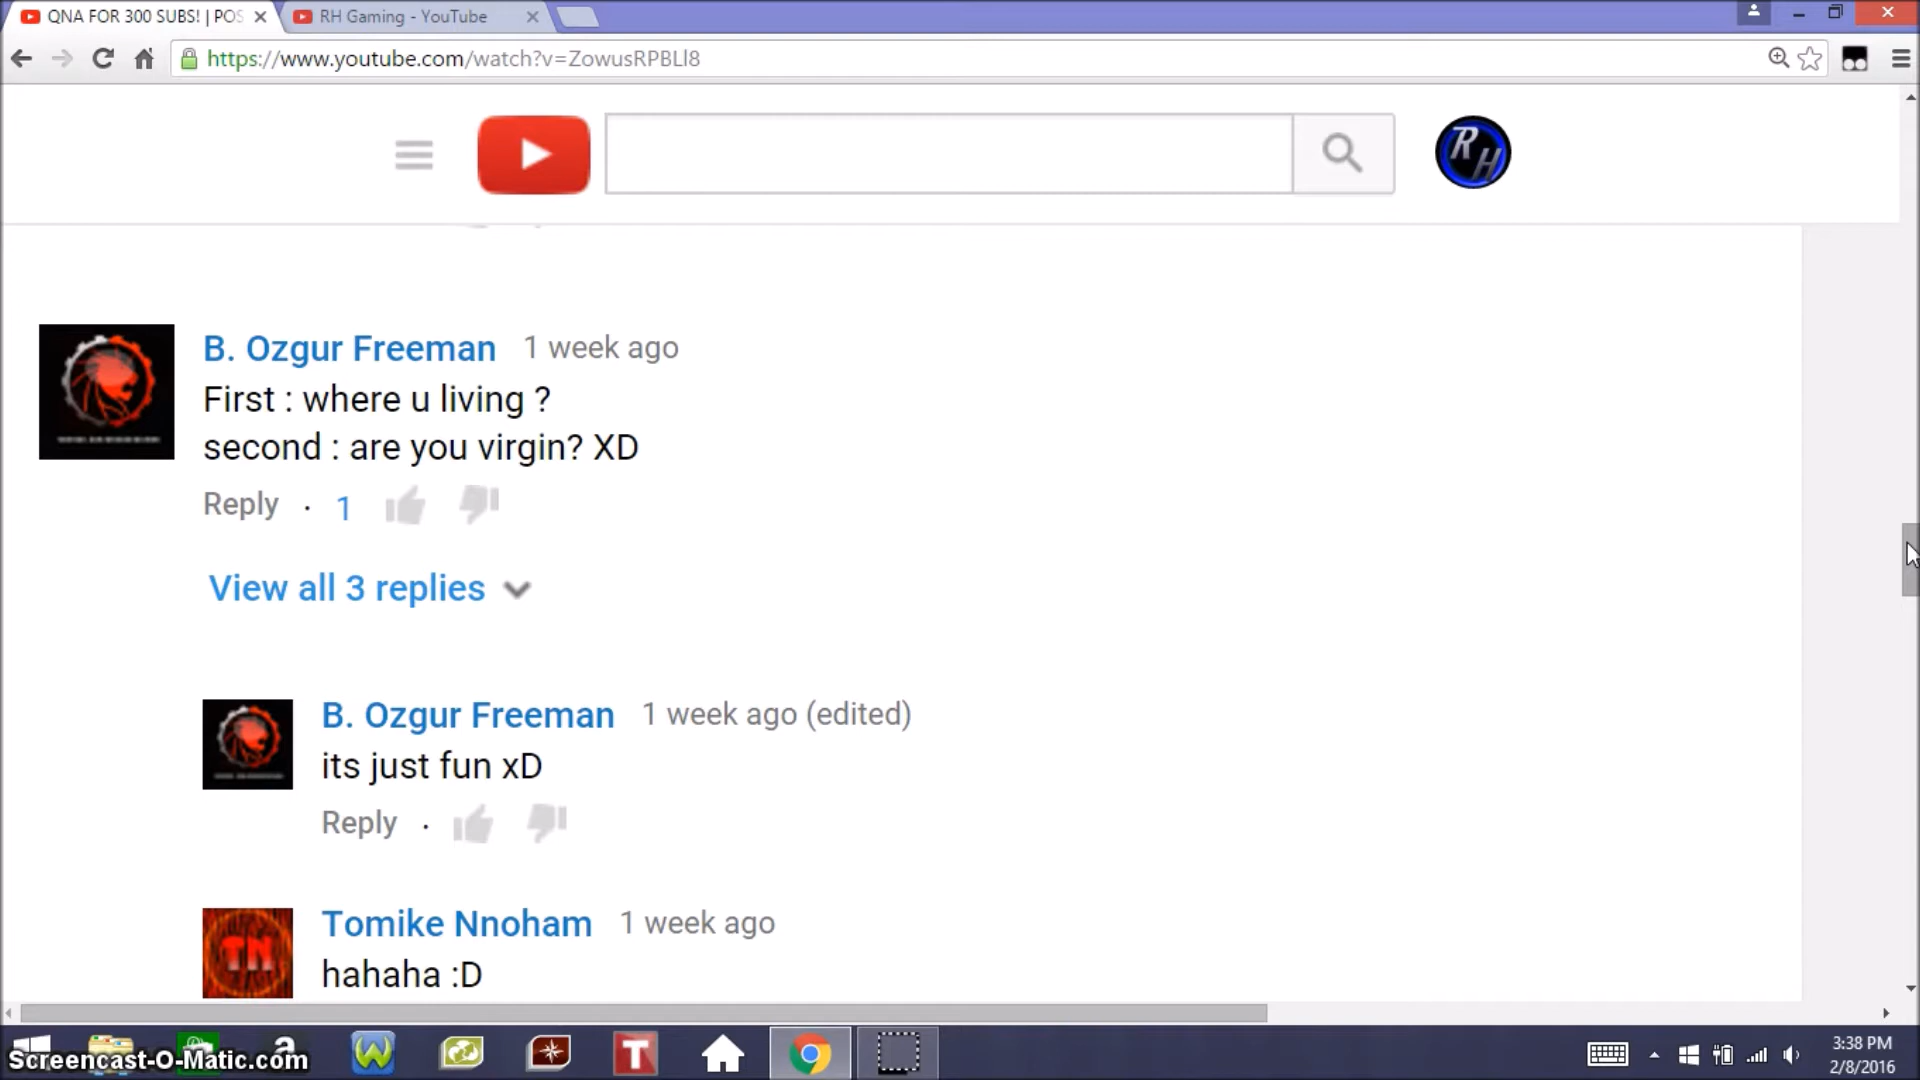 QNA FOR 300 SUBS! | POS
RH Gaming - YouTube
https://www.youtube.com/watch?v=ZowusRPBLl8
RH
B. Ozgur Freeman 1 week ago
First : where u living ?
second : are you virgin? XD
Reply · 1
View all 3 replies
B. Ozgur Freeman 1 week ago (edited)
its just fun xD
Reply ·
TN
Tomike Nnoham 1 week ago
hahaha :D
Screencast-O-Matic.com
T
3:38 PM
2/8/2016